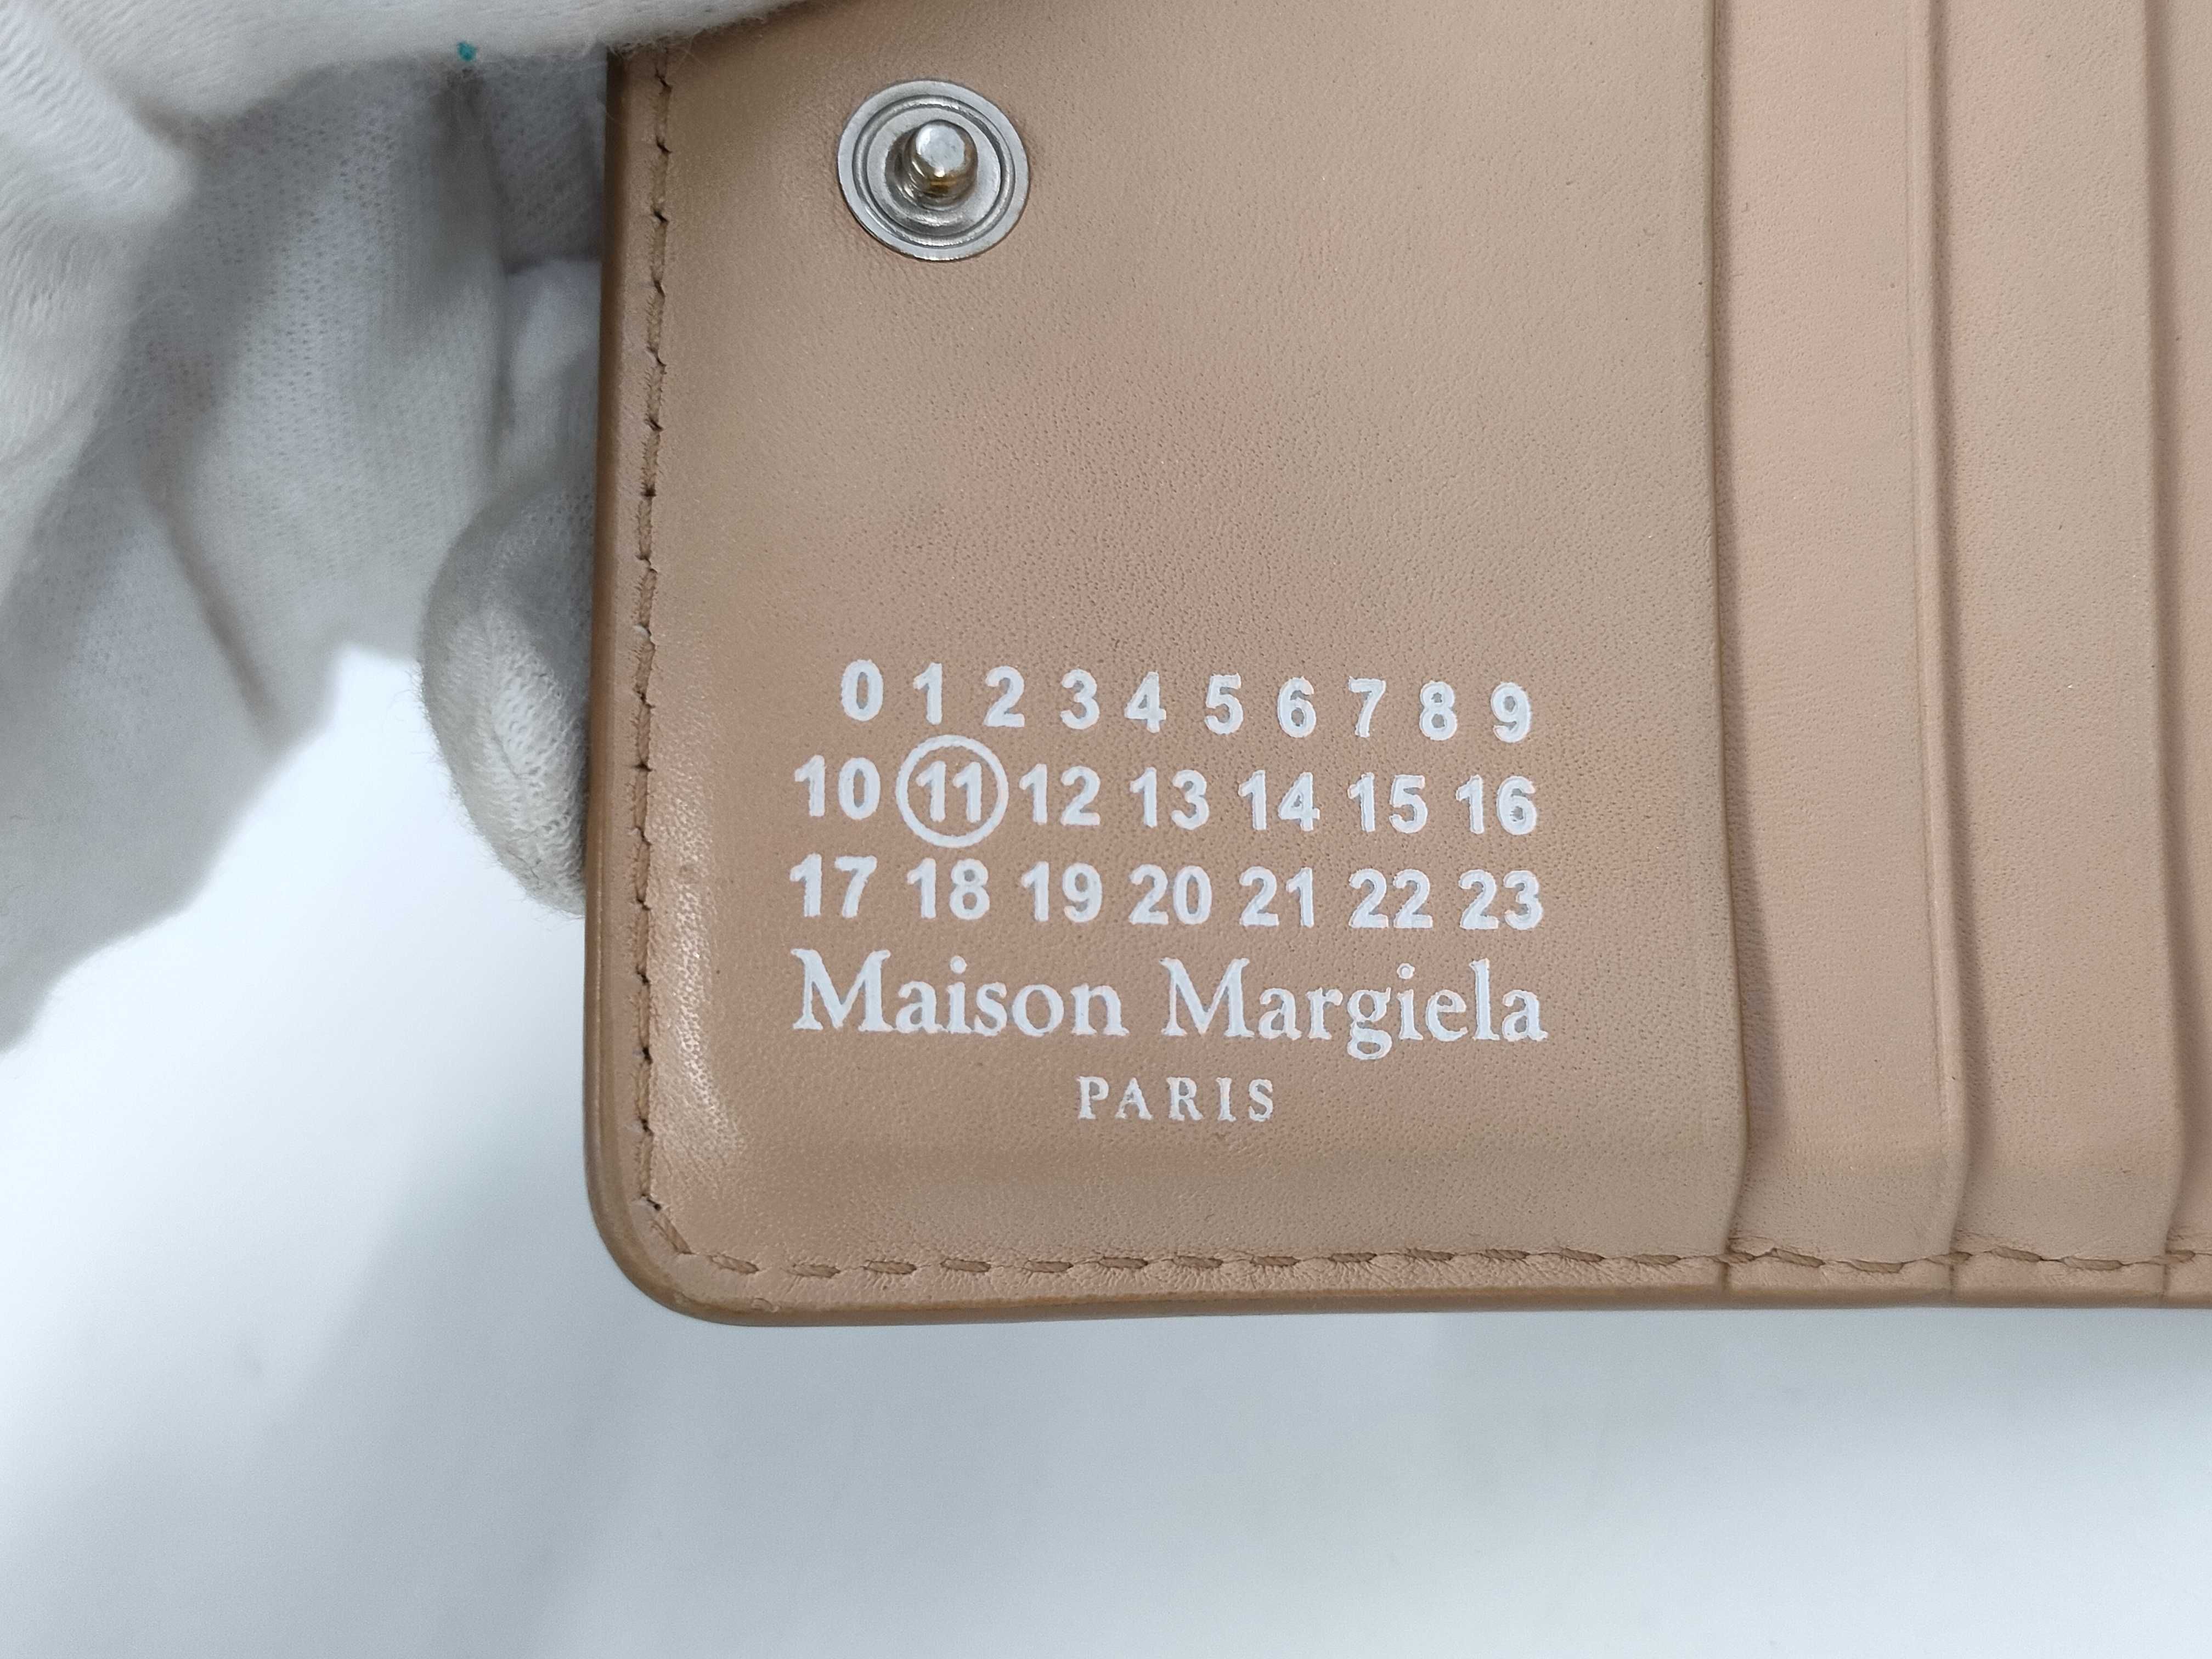 0 1 2 3 4 5 6 7 8 9
10 11 12 13 14 15 16
17 18 19 20 21 22 23
Maison Margiela
PARIS